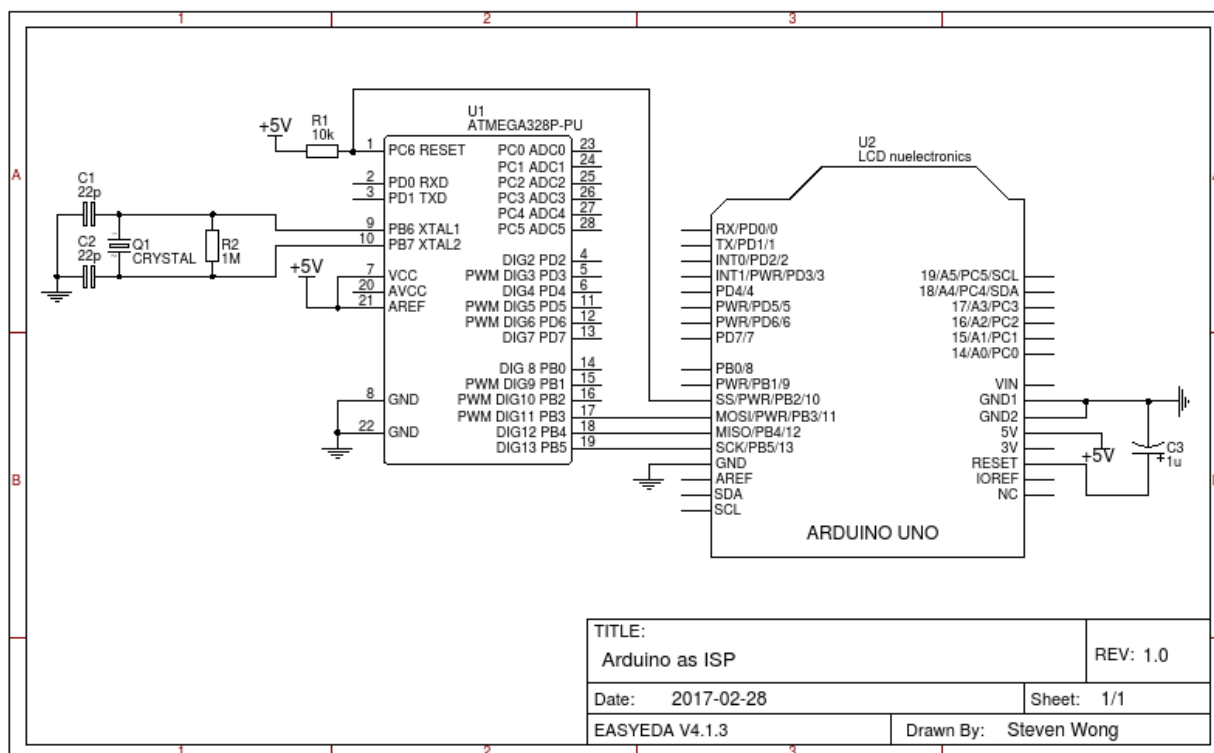 1 2 3
A
B
U1
ATMEGA328P-PU
+5V
R1
10k
1 PC6 RESET
2 PD0 RXD
3 PD1 TXD
9 PB6 XTAL1
10 PB7 XTAL2
7 VCC
20 AVCC
21 AREF
8 GND
22 GND
PC0 ADC0 23
PC1 ADC1 24
PC2 ADC2 25
PC3 ADC3 26
PC4 ADC4 27
PC5 ADC5 28
DIG2 PD2 4
PWM DIG3 PD3 5
DIG4 PD4 6
PWM DIG5 PD5 11
PWM DIG6 PD6 12
DIG7 PD7 13
DIG 8 PB0 14
PWM DIG9 PB1 15
PWM DIG10 PB2 16
PWM DIG11 PB3 17
DIG12 PB4 18
DIG13 PB5 19
C1
22p
C2
22p
Q1
CRYSTAL
R2
1M
+5V
U2
LCD nuelectronics
RX/PD0/0
TX/PD1/1
INT0/PD2/2
INT1/PWR/PD3/3
PD4/4
PWR/PD5/5
PWR/PD6/6
PD7/7
PB0/8
PWR/PB1/9
SS/PWR/PB2/10
MOSI/PWR/PB3/11
MISO/PB4/12
SCK/PB5/13
GND
AREF
SDA
SCL
19/A5/PC5/SCL
18/A4/PC4/SDA
17/A3/PC3
16/A2/PC2
15/A1/PC1
14/A0/PC0
VIN
GND1
GND2
5V
3V
RESET
IOREF
NC
+5V
C3
+
1u
ARDUINO UNO
TITLE:
Arduino as ISP
REV: 1.0
Date: 2017-02-28
Sheet: 1/1
EASYEDA V4.1.3
Drawn By: Steven Wong
1 2 3